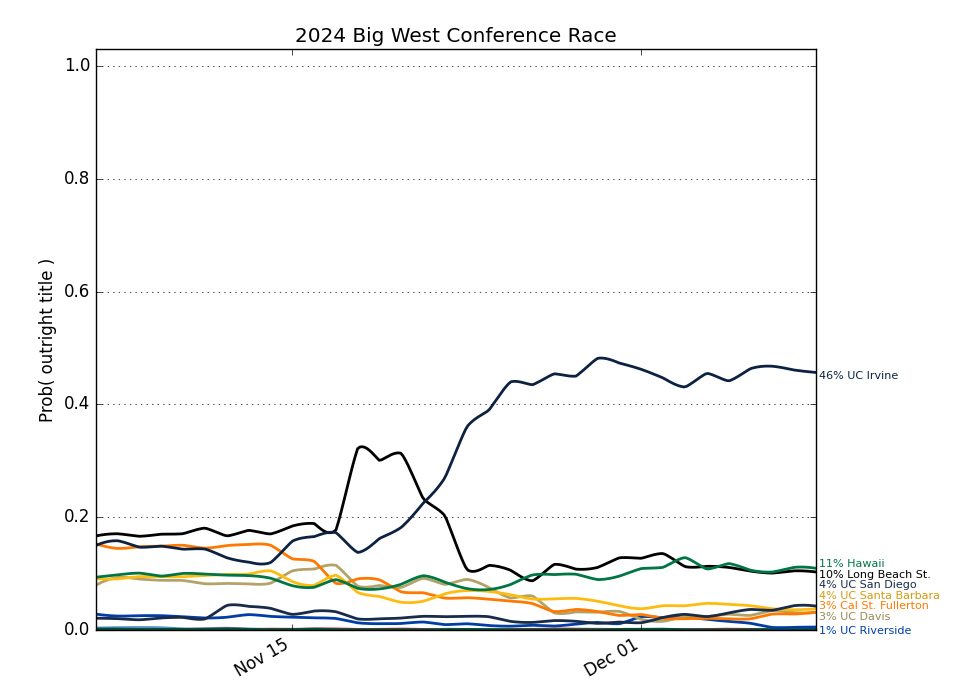 2024 Big West Conference Race
Prob( outright title )
1.0
0.8
0.6
0.4
0.2
0.0
Nov 15
Dec 01
46% UC Irvine
11% Hawaii
10% Long Beach St.
4% UC San Diego
4% UC Santa Barbara
3% Cal St. Fullerton
3% UC Davis
1% UC Riverside